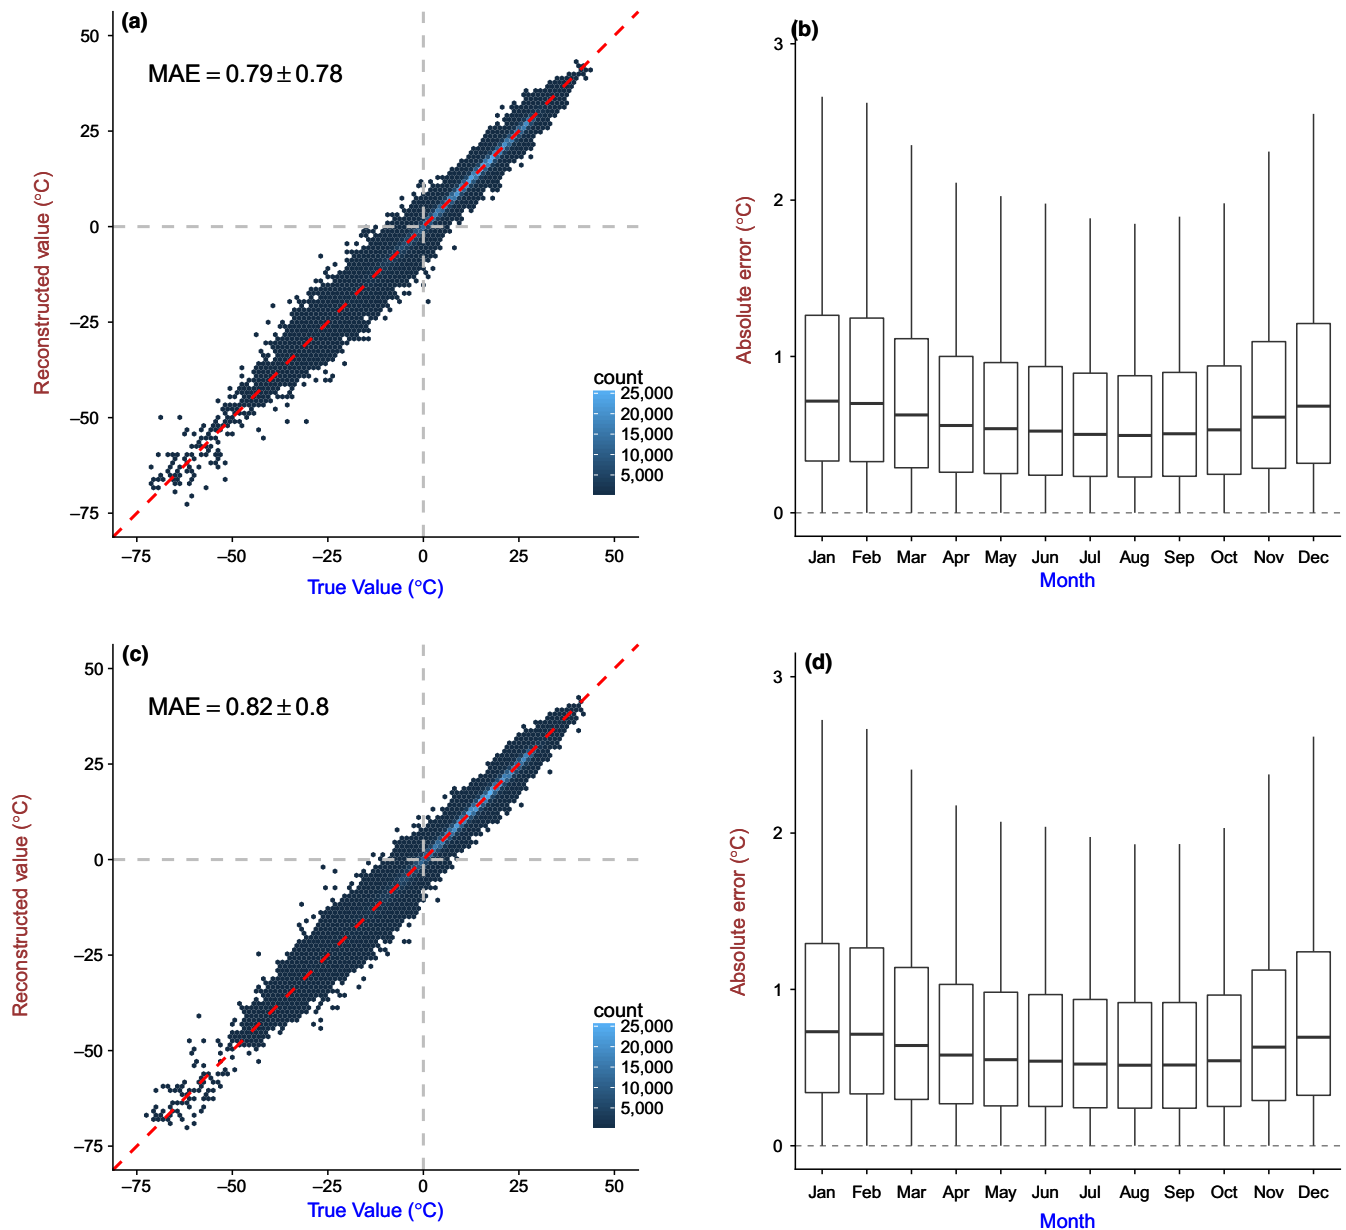 (a)
MAE = 0.79 ± 0.78
50
25
0
–25
–50
–75
Reconstructed value (°C)
count
25,000
20,000
15,000
10,000
5,000
–75 –50 –25 0 25 50
True Value (°C)
(b)
3
2
1
0
Absolute error (°C)
Jan Feb Mar Apr May Jun Jul Aug Sep Oct Nov Dec
Month
(c)
MAE = 0.82 ± 0.8
50
25
0
–25
–50
–75
Reconstructed value (°C)
count
25,000
20,000
15,000
10,000
5,000
–75 –50 –25 0 25 50
True Value (°C)
(d)
3
2
1
0
Absolute error (°C)
Jan Feb Mar Apr May Jun Jul Aug Sep Oct Nov Dec
Month